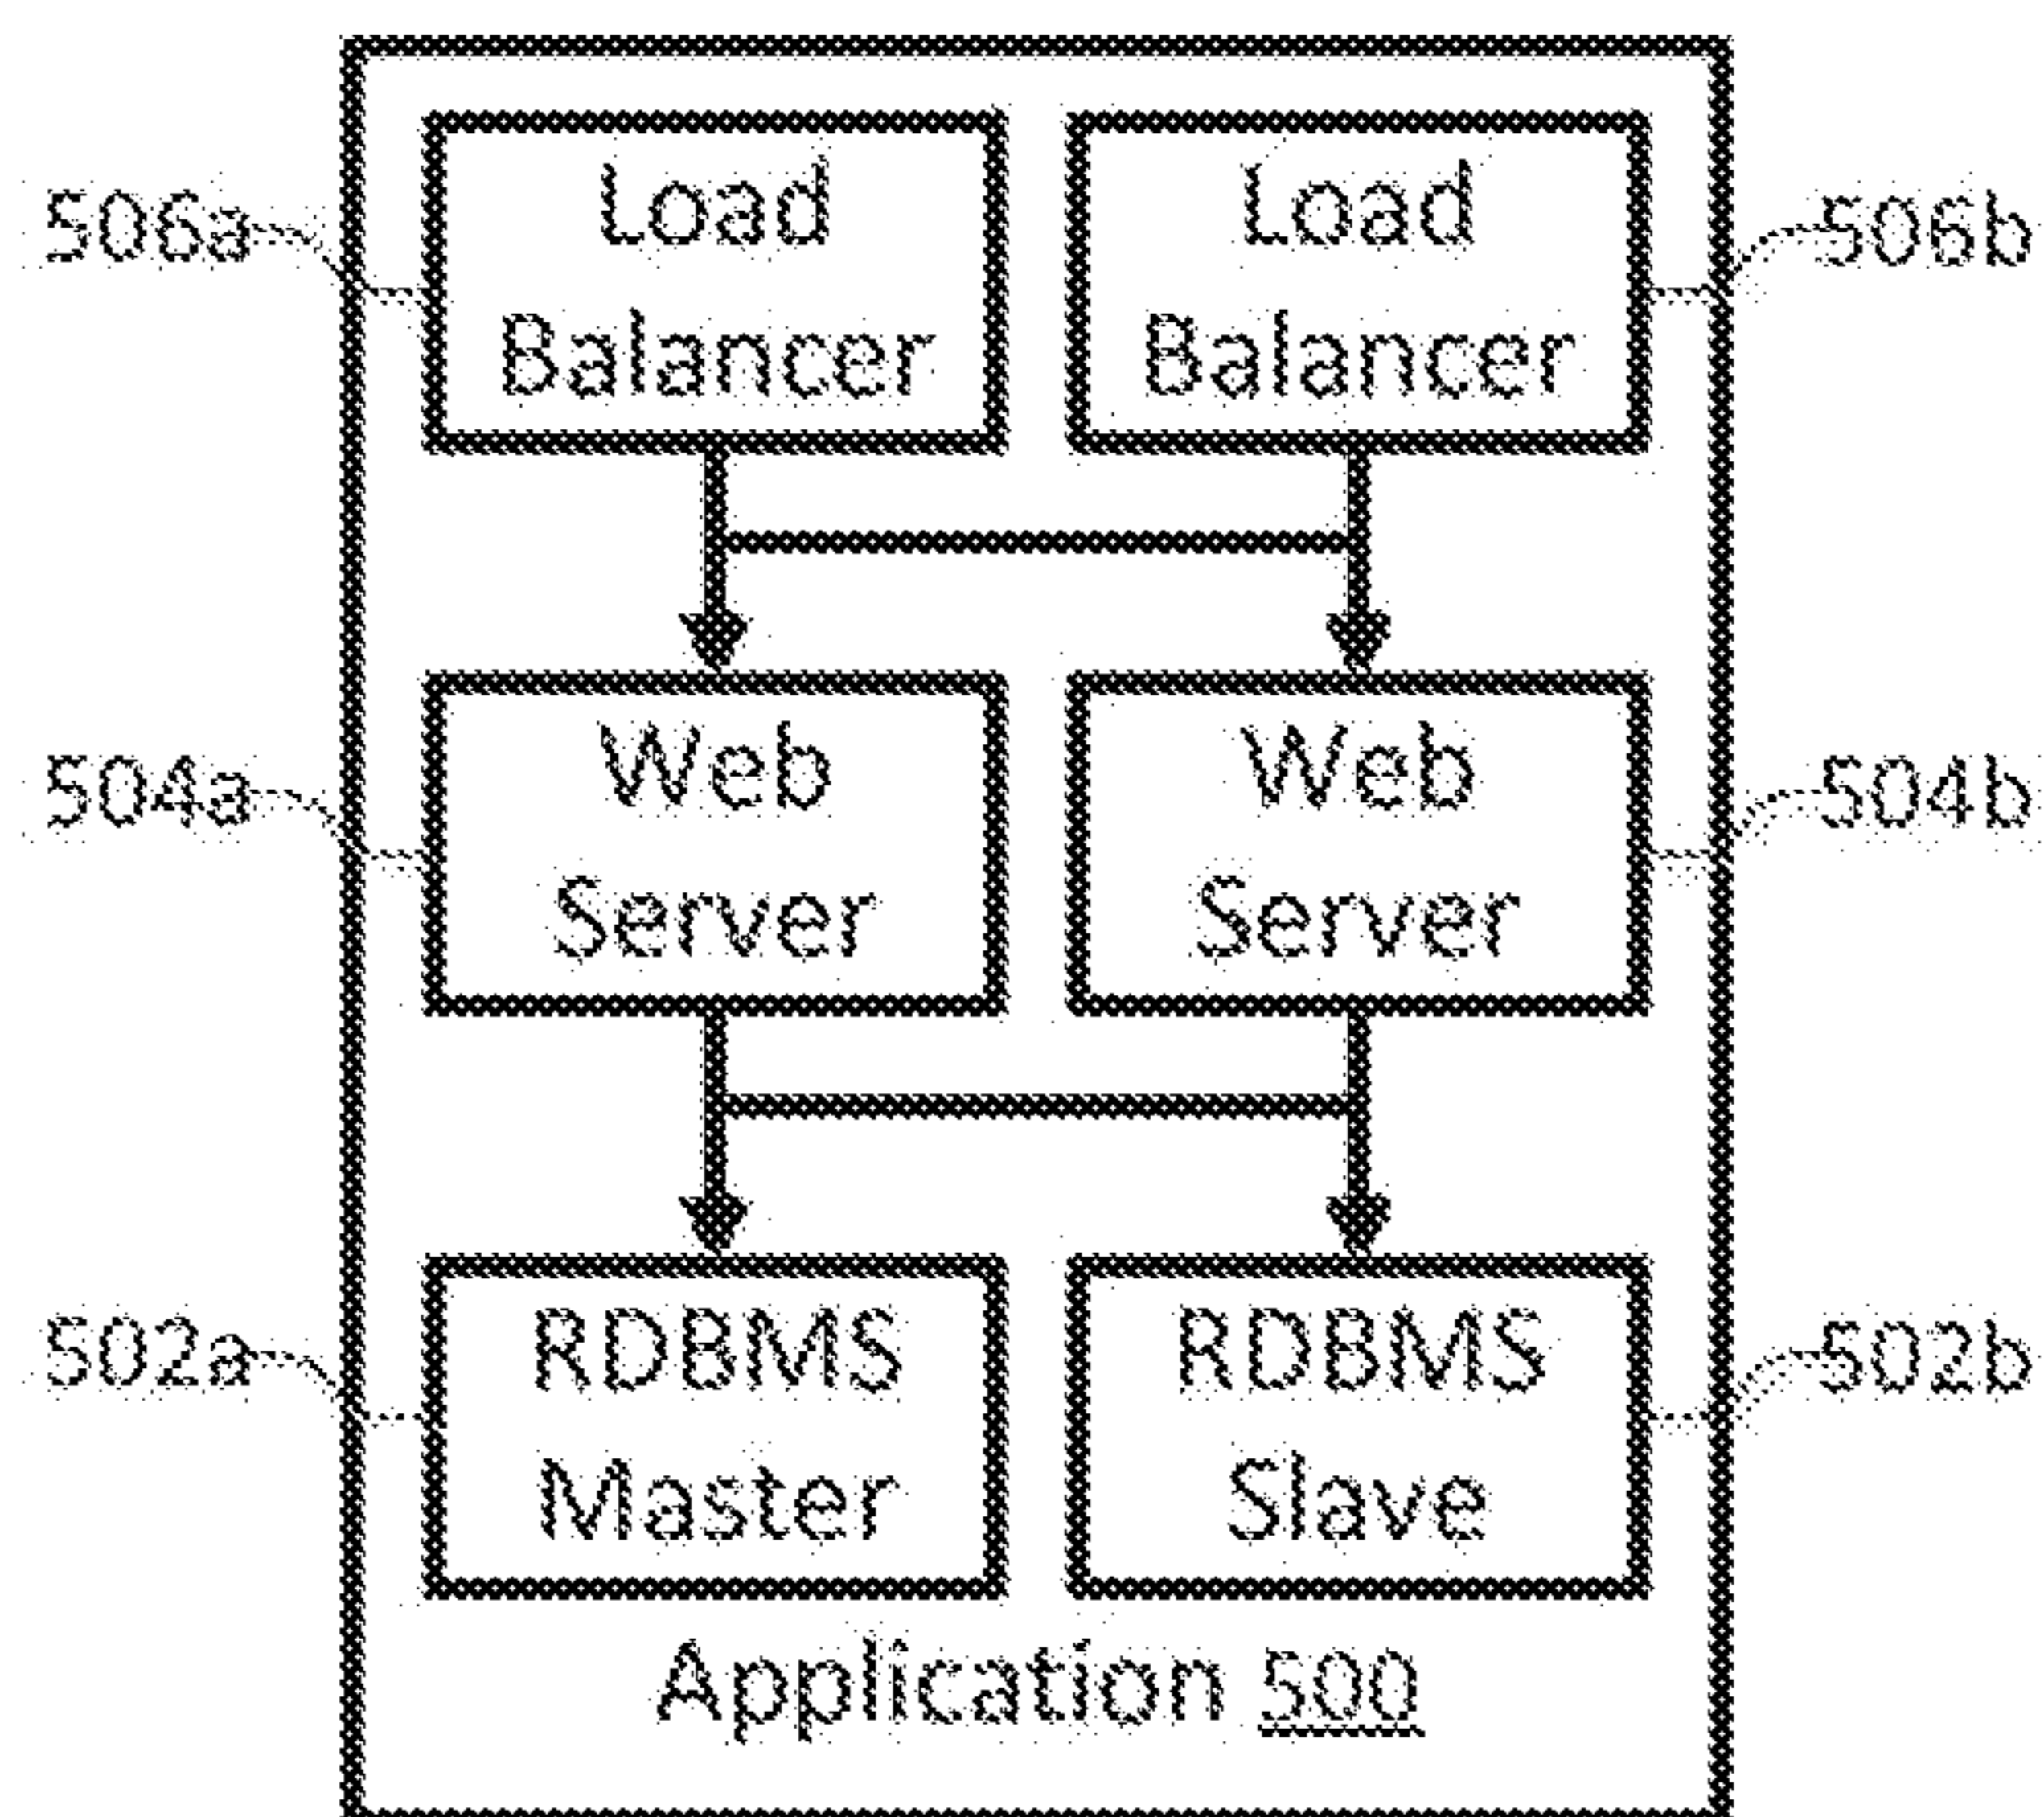 506a
Load
Balancer
Load
Balancer
506b
504a
Web
Server
Web
Server
504b
502a
RDBMS
Master
RDBMS
Slave
502b
Application 500